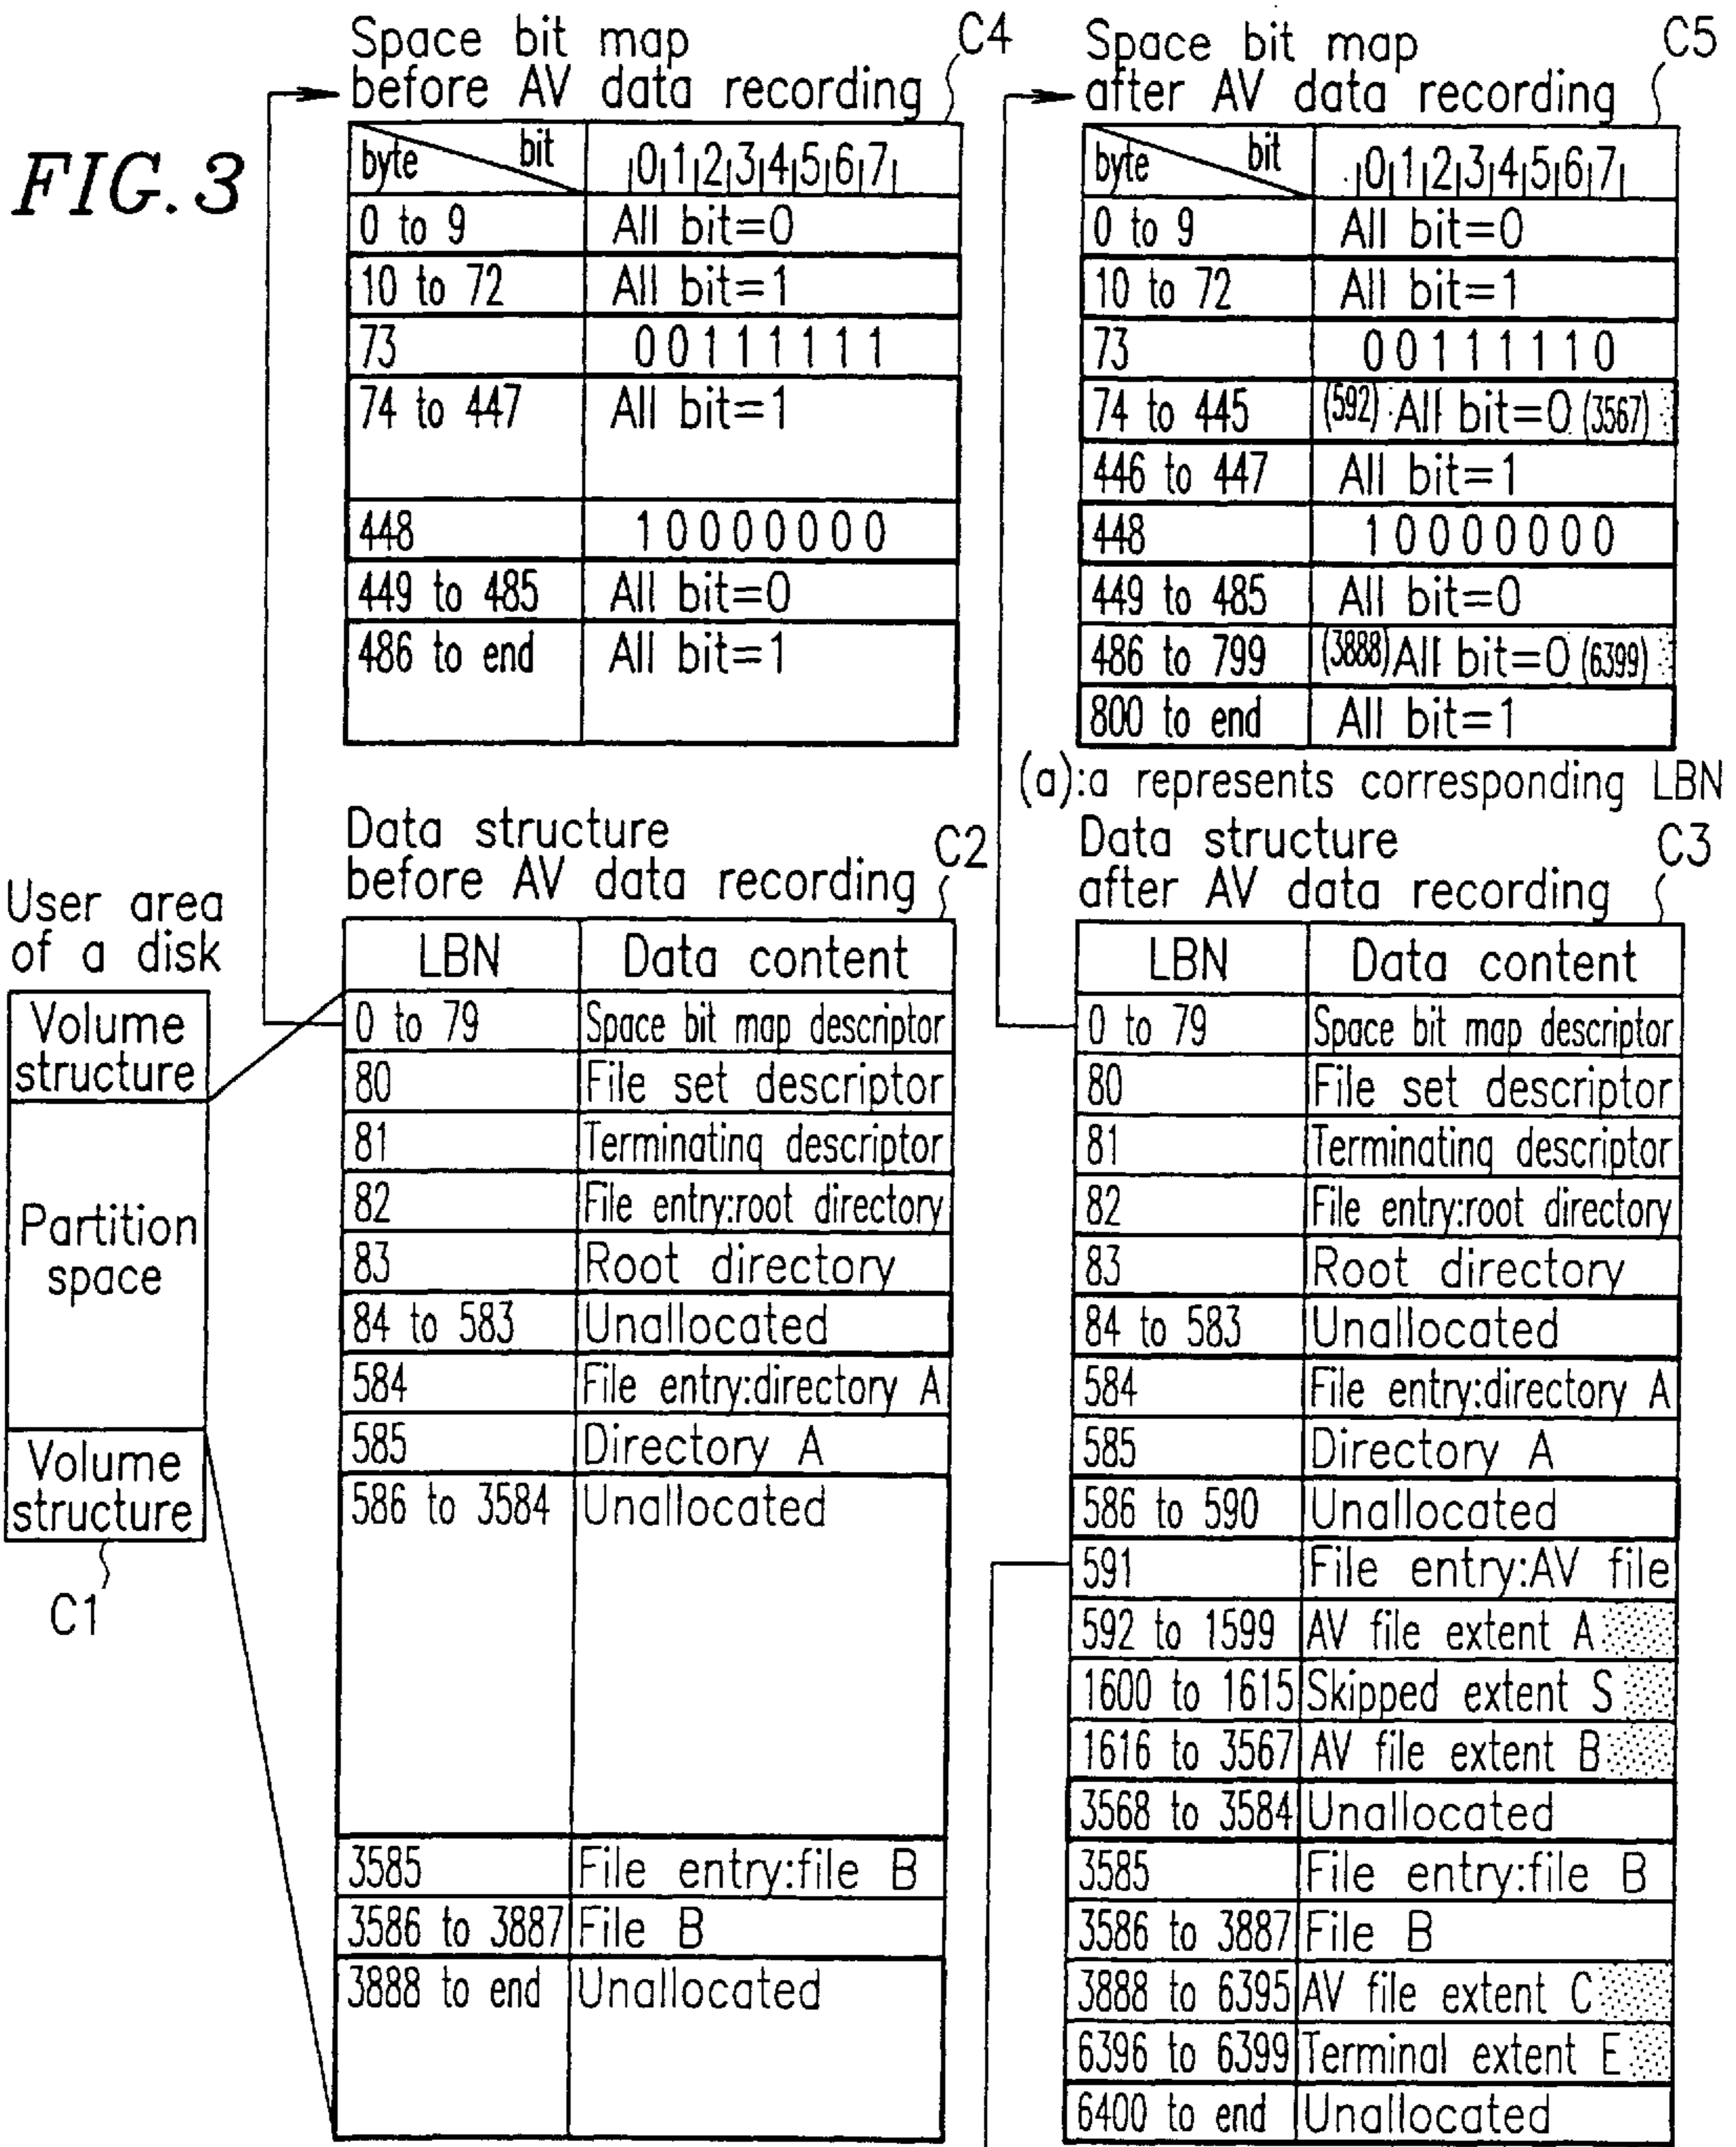 FIG. 3
Space bit map
before AV data recording
C4
byte bit 0 1 2 3 4 5 6 7
0 to 9 All bit=0
10 to 72 All bit=1
73 0 0 1 1 1 1 1 1
74 to 447 All bit=1
448 1 0 0 0 0 0 0 0
449 to 485 All bit=0
486 to end All bit=1
Space bit map
after AV data recording
C5
byte bit 0 1 2 3 4 5 6 7
0 to 9 All bit=0
10 to 72 All bit=1
73 0 0 1 1 1 1 1 0
74 to 445 (592) All bit=0 (3567)
446 to 447 All bit=1
448 1 0 0 0 0 0 0 0
449 to 485 All bit=0
486 to 799 (3888) All bit=0 (6399)
800 to end All bit=1
(a):a represents corresponding LBN
User area
of a disk
Volume
structure
Partition
space
Volume
structure
C1
Data structure
before AV data recording
C2
LBN Data content
0 to 79 Space bit map descriptor
80 File set descriptor
81 Terminating descriptor
82 File entry:root directory
83 Root directory
84 to 583 Unallocated
584 File entry:directory A
585 Directory A
586 to 3584 Unallocated
3585 File entry:file B
3586 to 3887 File B
3888 to end Unallocated
Data structure
after AV data recording
C3
LBN Data content
0 to 79 Space bit map descriptor
80 File set descriptor
81 Terminating descriptor
82 File entry:root directory
83 Root directory
84 to 583 Unallocated
584 File entry:directory A
585 Directory A
586 to 590 Unallocated
591 File entry:AV file
592 to 1599 AV file extent A
1600 to 1615 Skipped extent S
1616 to 3567 AV file extent B
3568 to 3584 Unallocated
3585 File entry:file B
3586 to 3887 File B
3888 to 6395 AV file extent C
6396 to 6399 Terminal extent E
6400 to end Unallocated